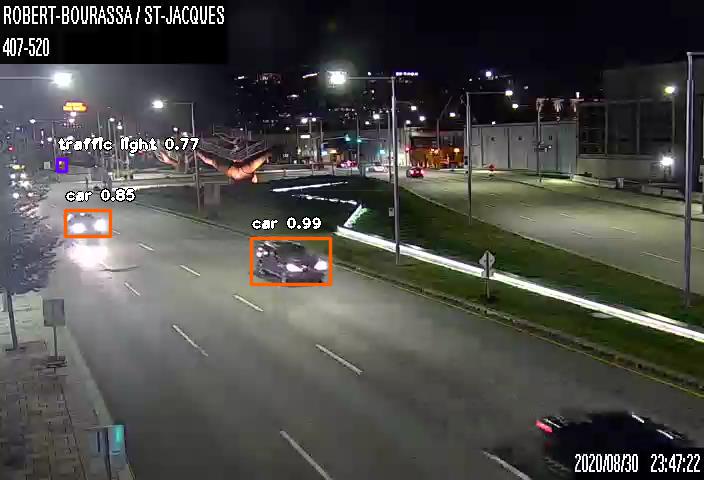 ROBERT-BOURASSA / ST-JACQUES
407-520
traffic light 0.77
car 0.85
car 0.99
2020/08/30 23:47:22